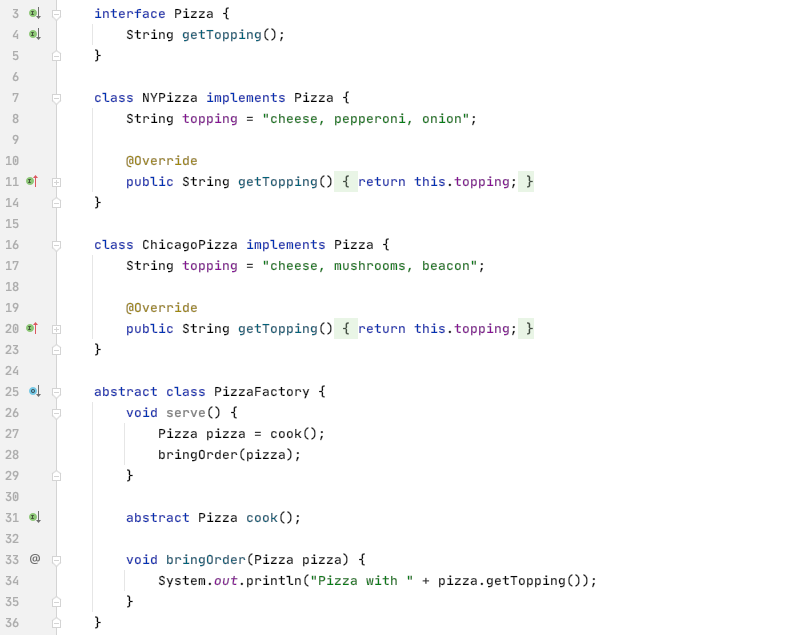 3 interface Pizza {
4 String getTopping();
5 }
6
7 class NYPizza implements Pizza {
8 String topping = "cheese, pepperoni, onion";
9
10 @Override
11 public String getTopping() { return this.topping; }
14 }
15
16 class ChicagoPizza implements Pizza {
17 String topping = "cheese, mushrooms, beacon";
18
19 @Override
20 public String getTopping() { return this.topping; }
23 }
24
25 abstract class PizzaFactory {
26 void serve() {
27 Pizza pizza = cook();
28 bringOrder(pizza);
29 }
30
31 abstract Pizza cook();
32
33 @ void bringOrder(Pizza pizza) {
34 System.out.println("Pizza with " + pizza.getTopping());
35 }
36 }